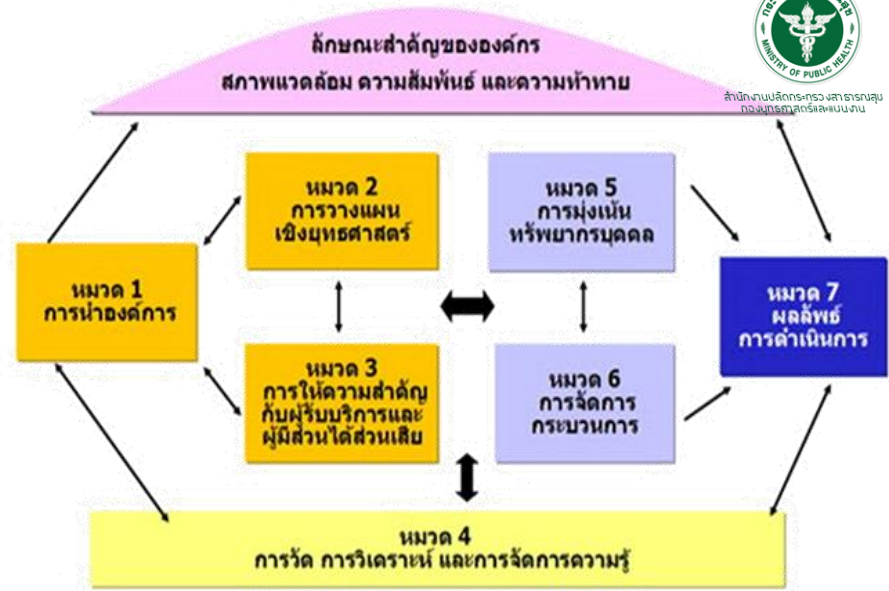 ลักษณะสำคัญขององค์กร
สภาพแวดล้อม ความสัมพันธ์ และความท้าทาย
MINISTRY OF PUBLIC HEALTH
สำนักงานปลัดกระทรวงสาธารณสุข
กองยุทธศาสตร์และแผนงาน
หมวด 2
การวางแผน
เชิงยุทธศาสตร์
หมวด 5
การมุ่งเน้น
ทรัพยากรบุคคล
หมวด 1
การนำองค์การ
หมวด 7
ผลลัพธ์
การดำเนินการ
หมวด 3
การให้ความสำคัญ
กับผู้รับบริการและ
ผู้มีส่วนได้ส่วนเสีย
หมวด 6
การจัดการ
กระบวนการ
หมวด 4
การวัด การวิเคราะห์ และการจัดการความรู้